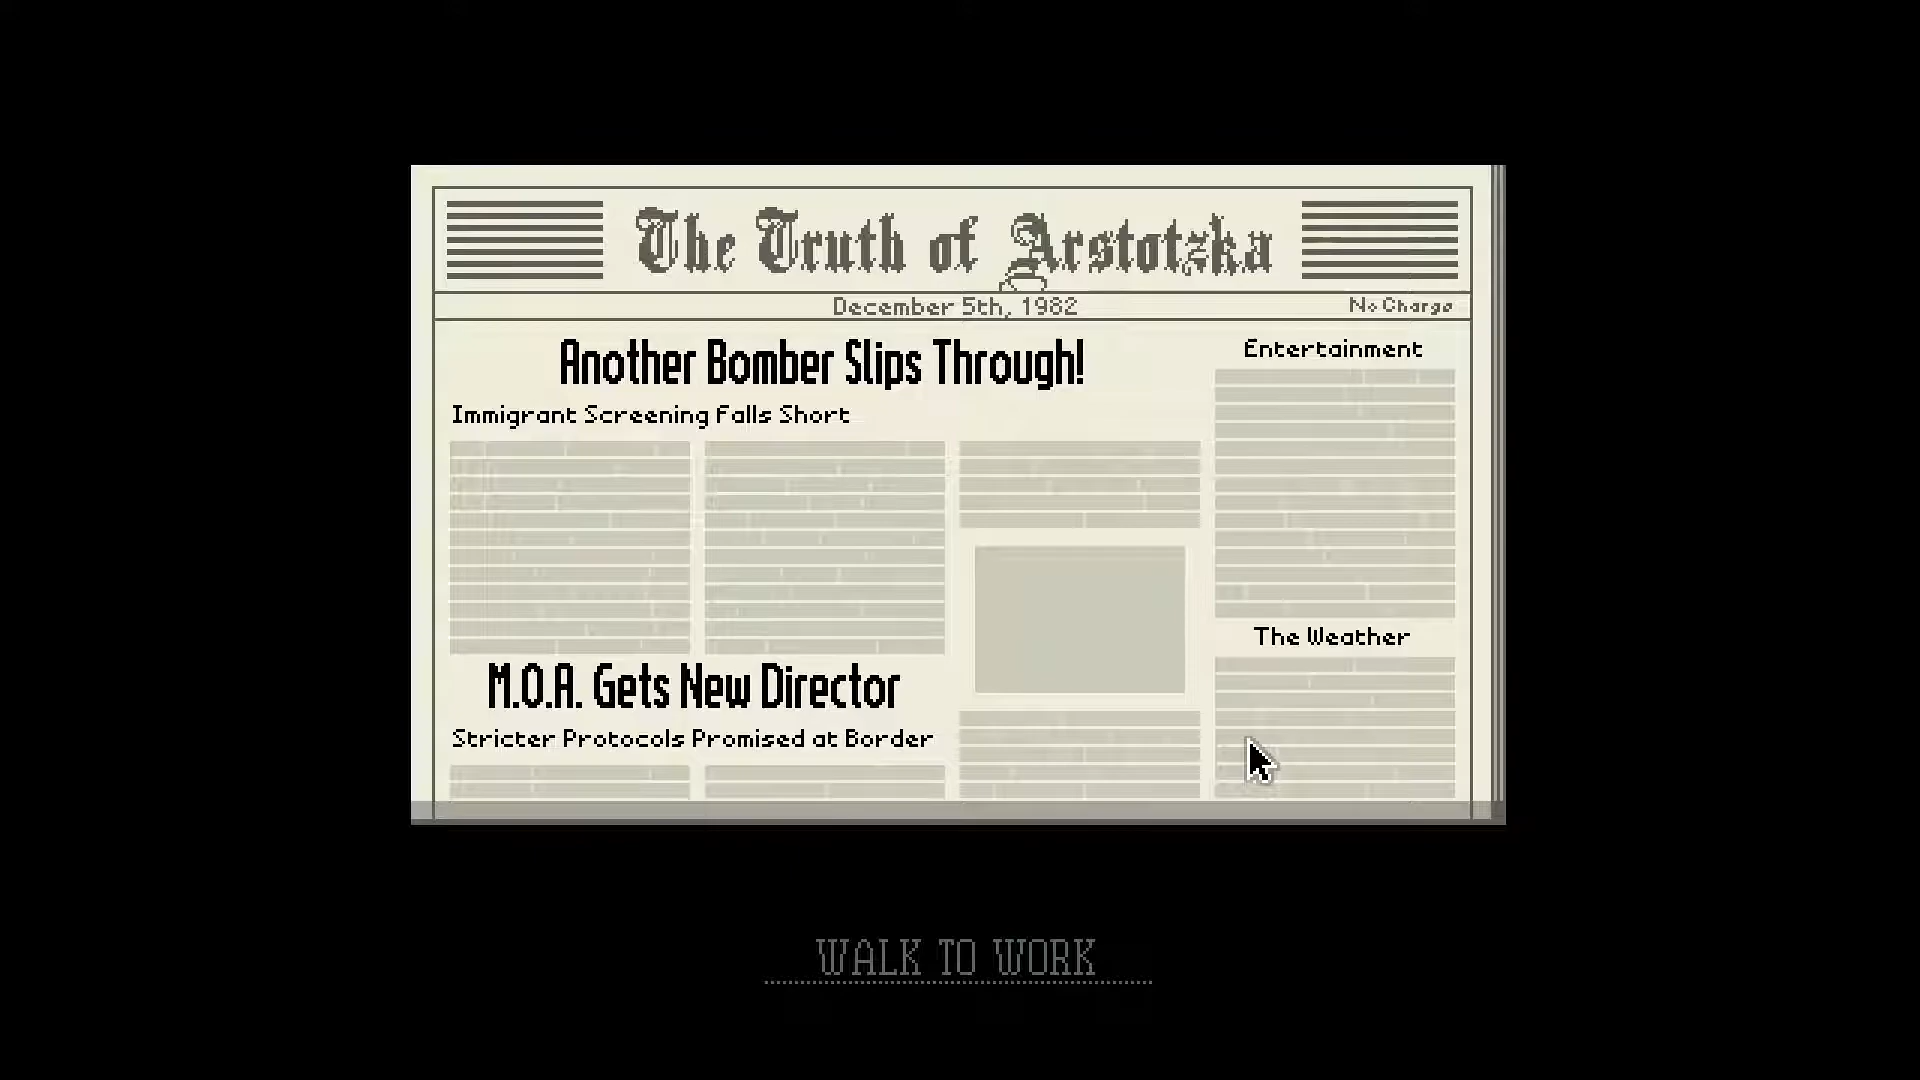 The Truth of Arstotzka
December 5th, 1982
No Charge
Another Bomber Slips Through!
Immigrant Screening Falls Short
M.O.A. Gets New Director
Stricter Protocols Promised at Border
Entertainment
The Weather
WALK TO WORK